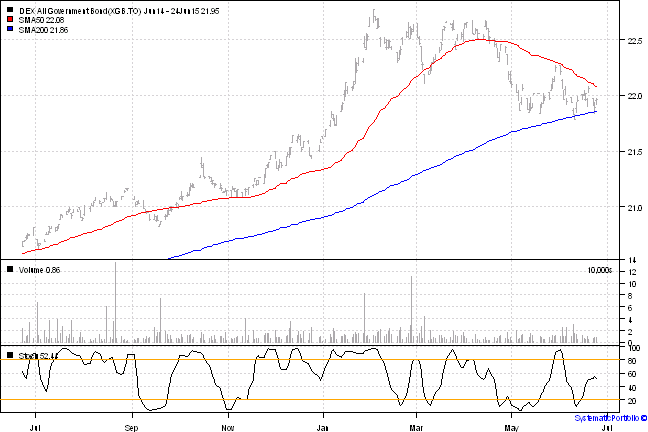 DEX All Government Bond(XGB.TO) Jun14 - 24Jun15 21.95
SMA50 22.08
SMA200 21.86
22.5
22.0
21.5
21.0
14
Volume 0.86
10,000s
12
10
8
6
4
2
0
100
Stoch 52.44
80
60
40
20
SystematicPortfolio ©
Jul
Sep
Nov
Jan
Mar
May
Jul